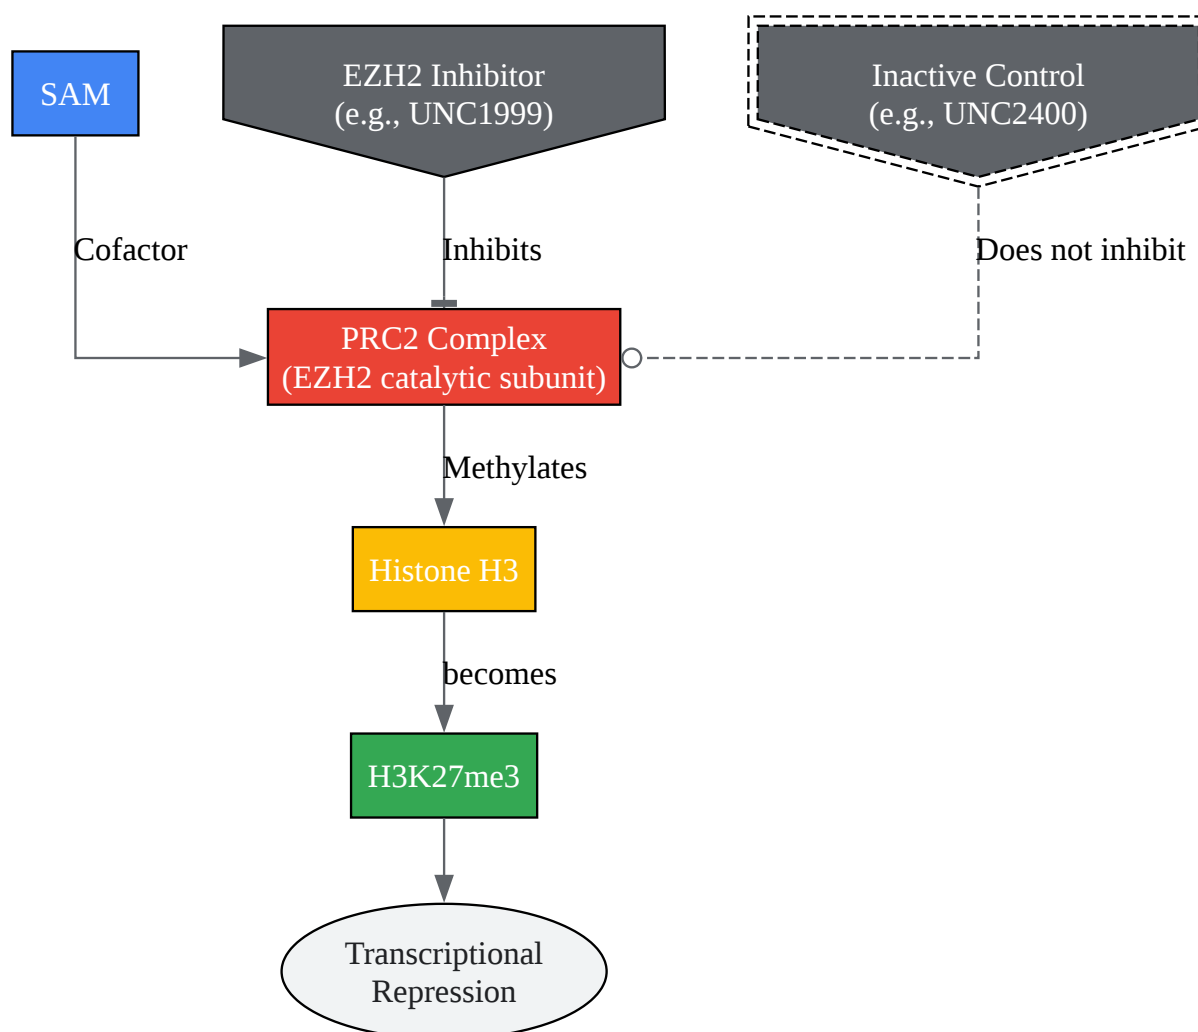 SAM
EZH2 Inhibitor
(e.g., UNC1999)
Inactive Control
(e.g., UNC2400)
Cofactor
Inhibits
Does not inhibit
PRC2 Complex
(EZH2 catalytic subunit)
Methylates
Histone H3
becomes
H3K27me3
Transcriptional
Repression